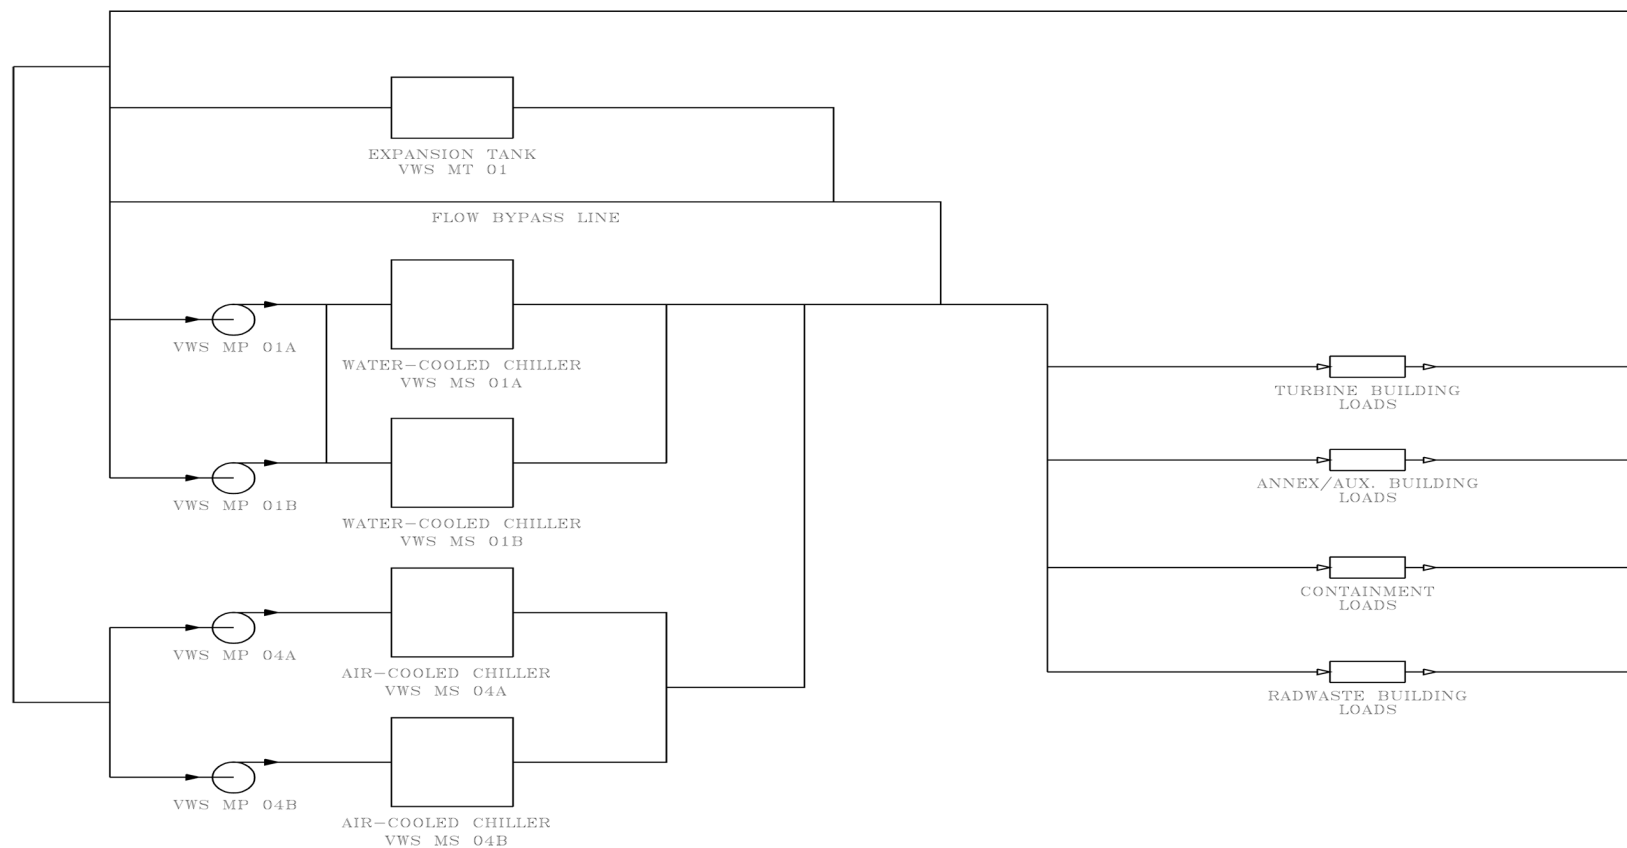 EXPANSION TANK
VWS MT 01
FLOW BYPASS LINE
VWS MP 01A
WATER-COOLED CHILLER
VWS MS 01A
VWS MP 01B
WATER-COOLED CHILLER
VWS MS 01B
VWS MP 04A
AIR-COOLED CHILLER
VWS MS 04A
VWS MP 04B
AIR-COOLED CHILLER
VWS MS 04B
TURBINE BUILDING
LOADS
ANNEX/AUX. BUILDING
LOADS
CONTAINMENT
LOADS
RADWASTE BUILDING
LOADS